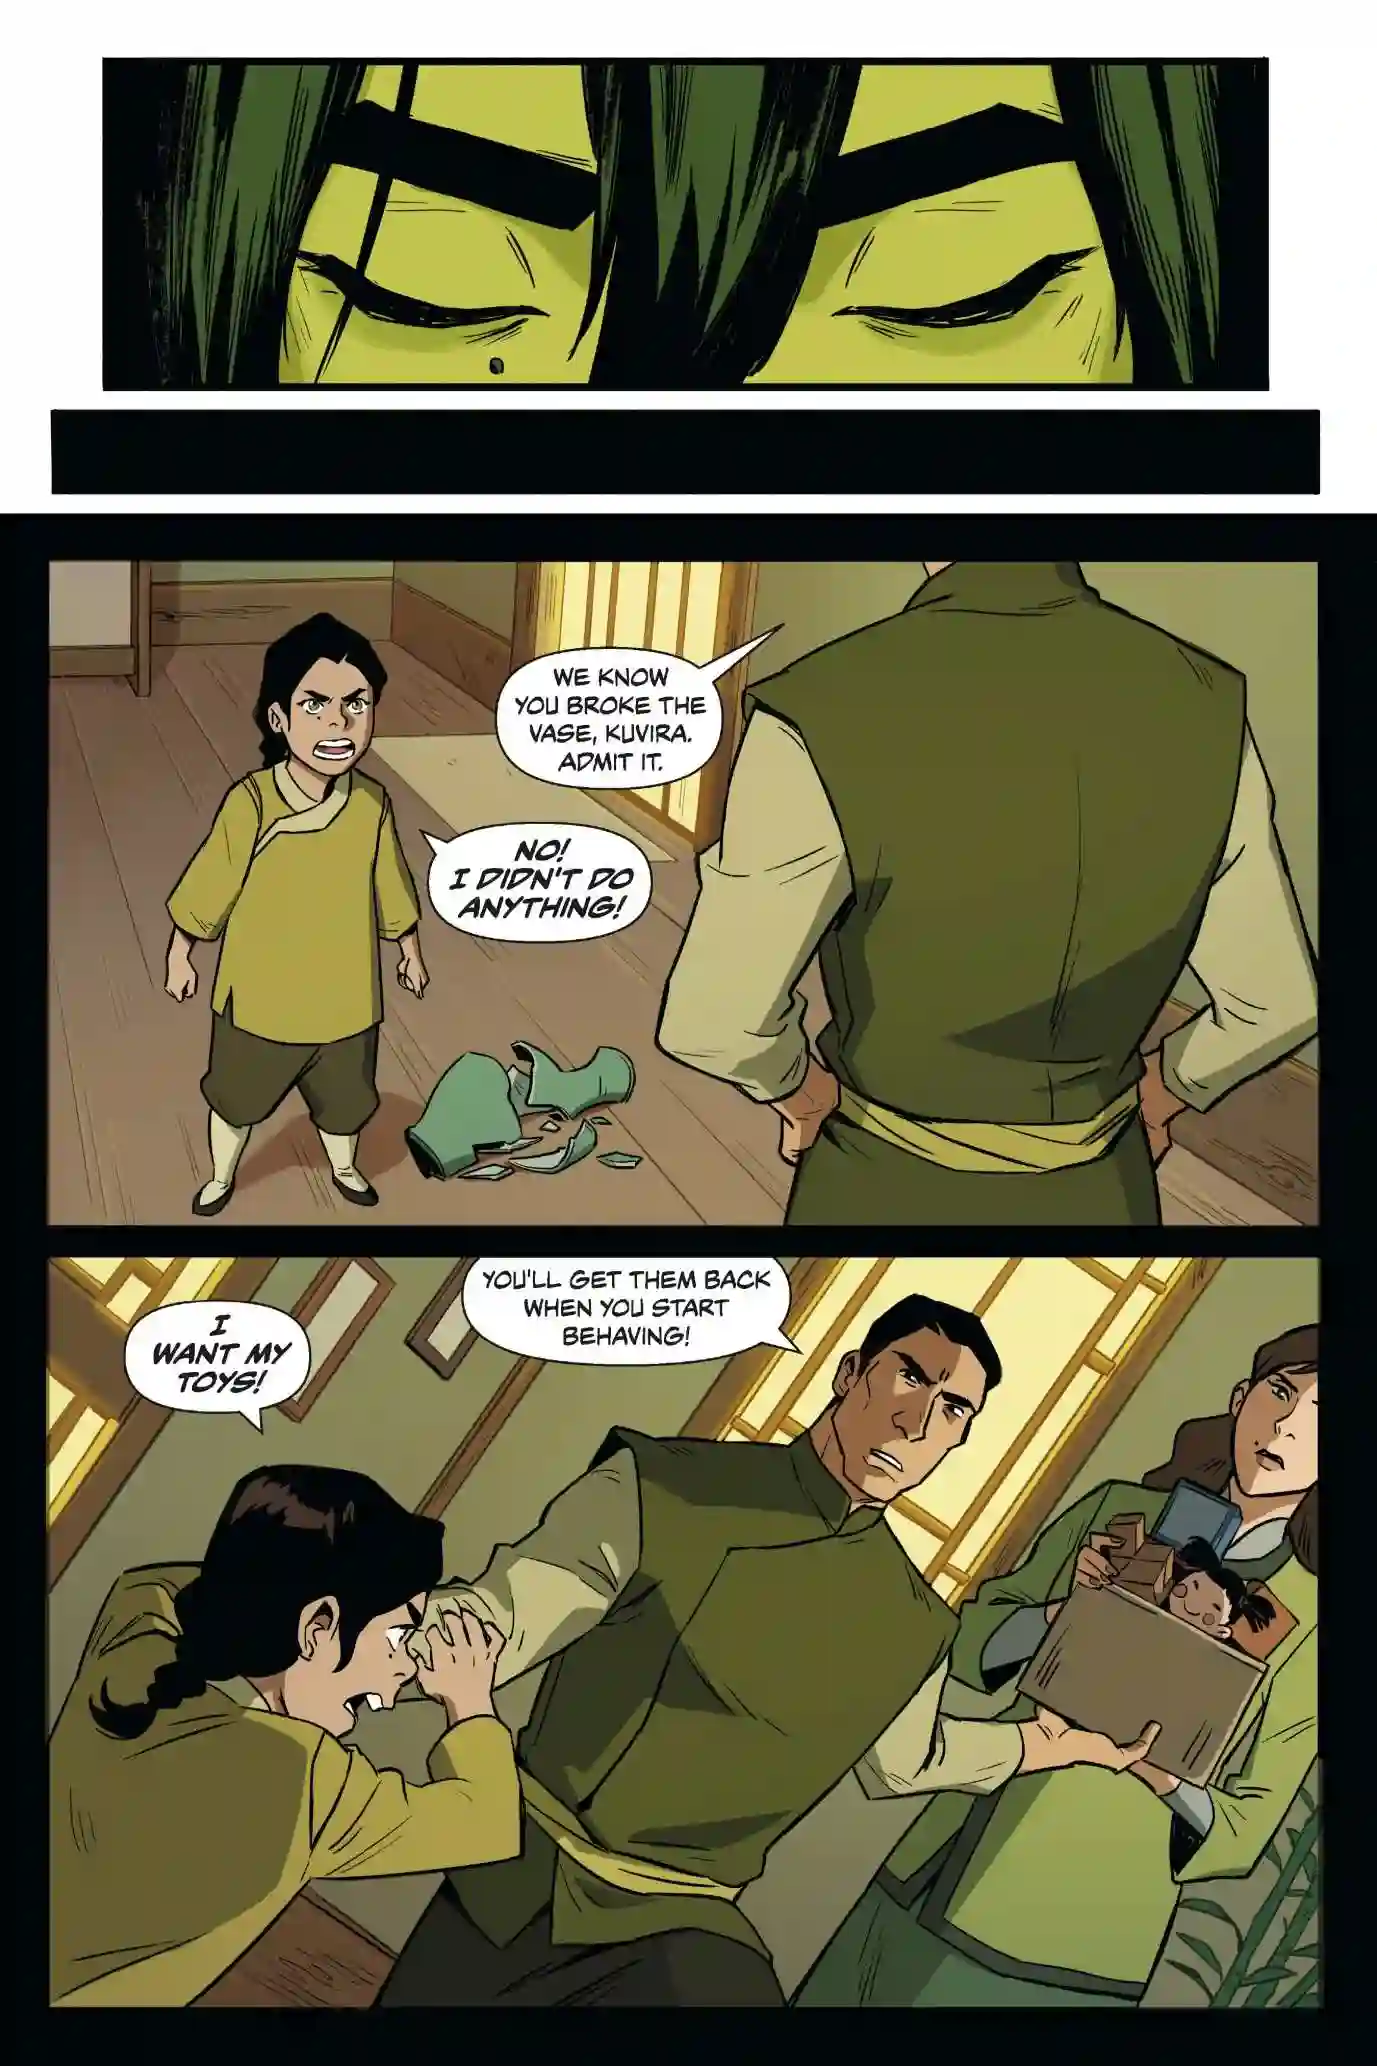 WE KNOW
YOU BROKE THE
VASE, KUVIRA.
ADMIT IT.
NO!
I DIDN'T DO
ANYTHING!
I
WANT MY
TOYS!
YOU'LL GET THEM BACK
WHEN YOU START
BEHAVING!